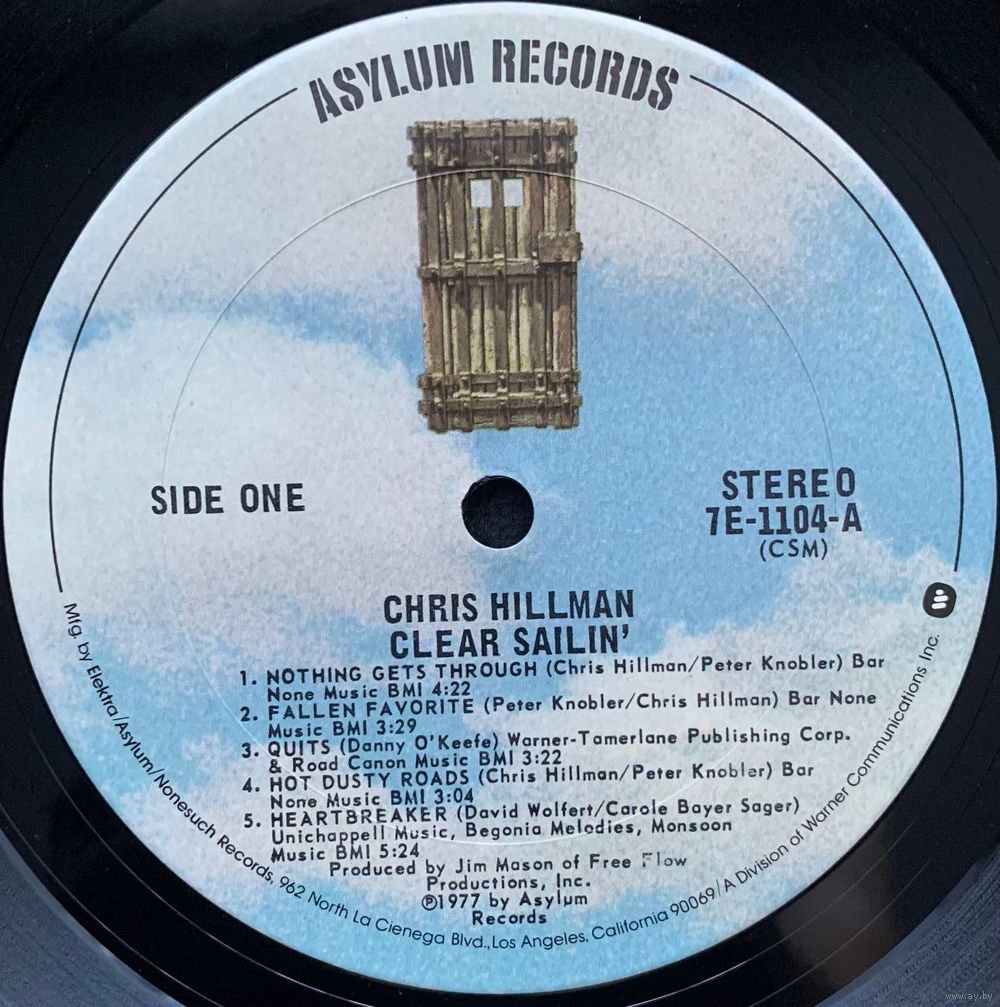 ASYLUM RECORDS
SIDE ONE
STEREO
7E-1104-A
(CSM)
CHRIS HILLMAN
CLEAR SAILIN'
1. NOTHING GETS THROUGH (Chris Hillman/Peter Knobler) Bar
None Music BMI 4:22
2. FALLEN FAVORITE (Peter Knobler/Chris Hillman) Bar None
Music BMI 3:29
3. QUITS (Danny O'Keefe) Warner-Tamerlane Publishing Corp.
& Road Canon Music BMI 3:22
4. HOT DUSTY ROADS (Chris Hillman/Peter Knobler) Bar
None Music BMI 3:04
5. HEARTBREAKER (David Wolfert/Carole Bayer Sager)
Unichappell Music, Begonia Melodies, Monsoon
Music BMI 5:24
Produced by Jim Mason of Free Flow
Productions, Inc.
℗1977 by Asylum
Records
Mfg. by Elektra/Asylum/Nonesuch Records, 962 North La Cienega Blvd., Los Angeles, California 90069/A Division of Warner Communications Inc.
www.ay.by